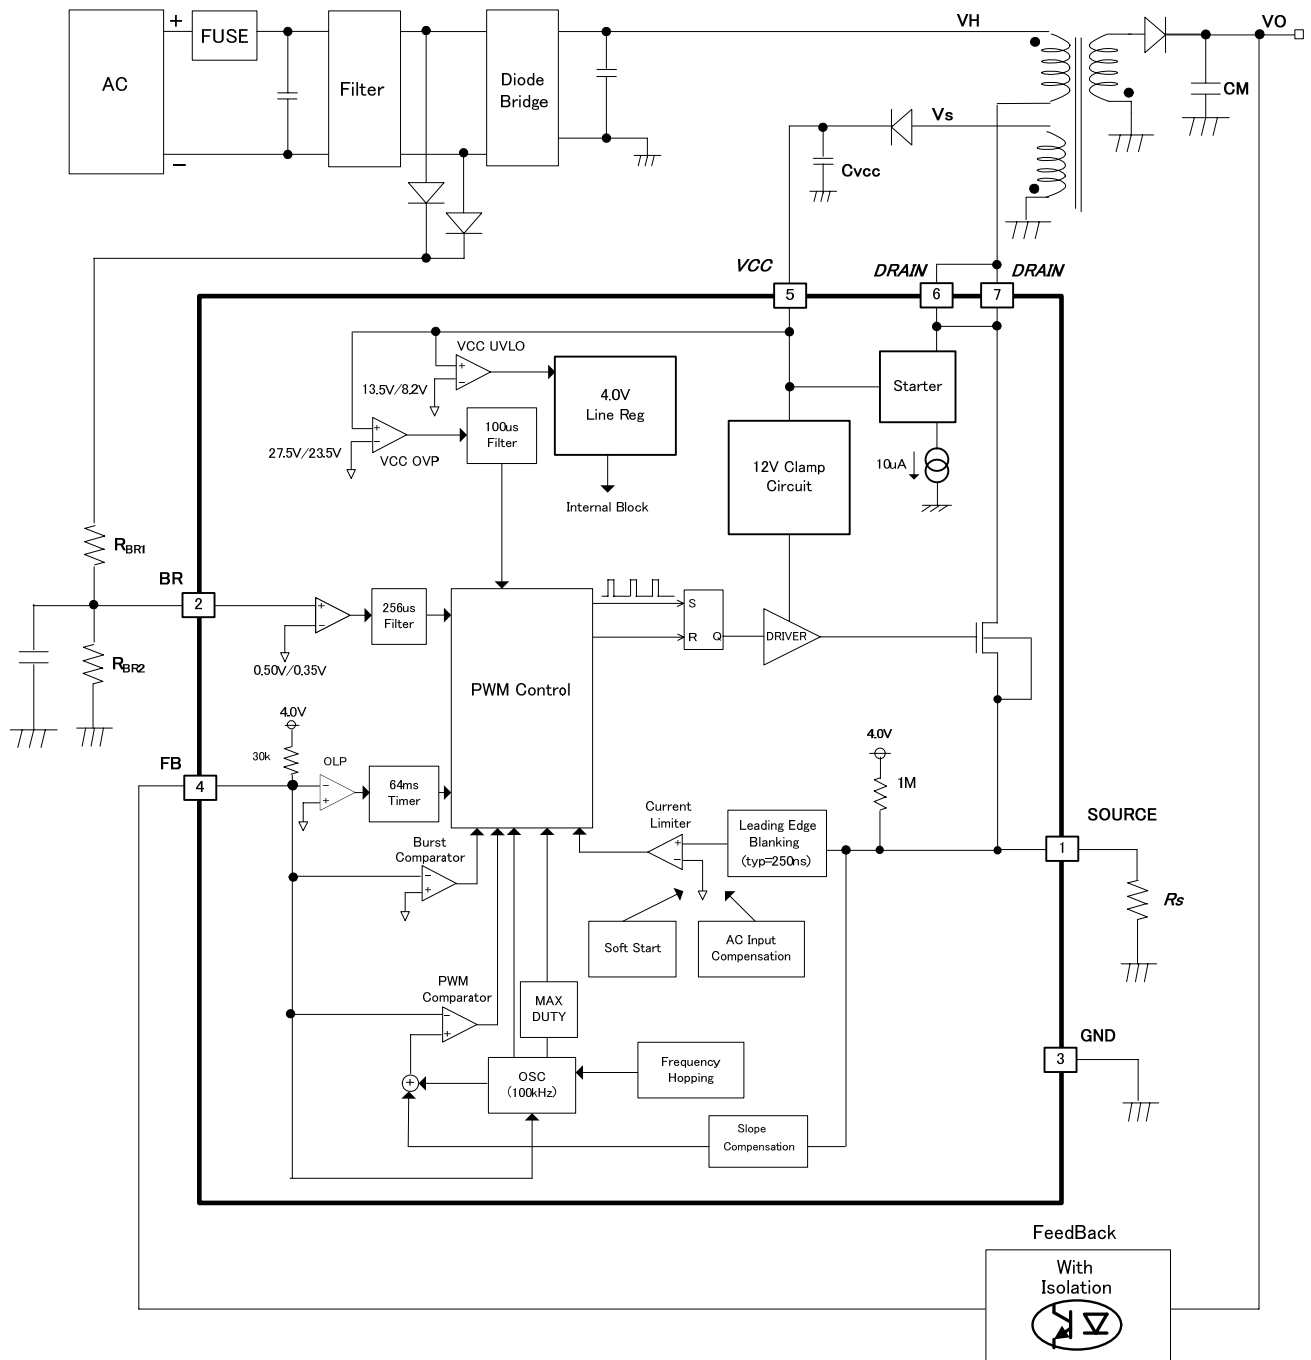 VH
VO
+
FUSE
AC
Filter
Diode
Bridge
CM
Vs
−
Cvcc
VCC
DRAIN
DRAIN
5
6
7
VCC UVLO
+
−
13.5V/8.2V
4.0V
Line Reg
Starter
100us
Filter
+
−
27.5V/23.5V
VCC OVP
12V Clamp
Circuit
10uA
Internal Block
RBR1
BR
2
+
−
256us
Filter
0.50V/0.35V
S
R
Q
DRIVER
RBR2
PWM Control
4.0V
30k
OLP
FB
4
−
+
64ms
Timer
4.0V
1M
Current
Limiter
+
−
Leading Edge
Blanking
(typ=250ns)
SOURCE
1
Burst
Comparator
−
+
Rs
Soft Start
AC Input
Compensation
PWM
Comparator
−
+
MAX
DUTY
GND
3
+
OSC
(100kHz)
Frequency
Hopping
Slope
Compensation
FeedBack
With
Isolation